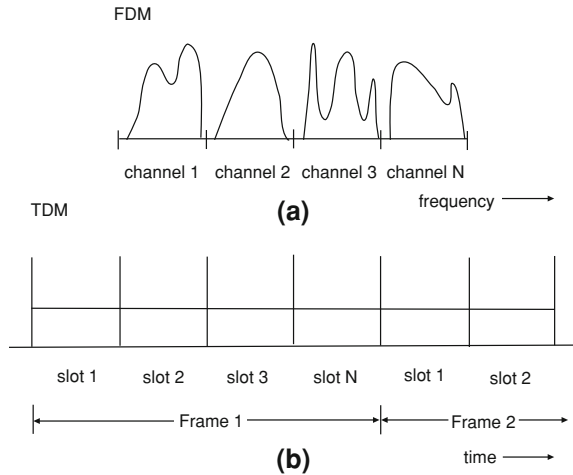 FDM
channel 1 channel 2 channel 3 channel N
(a)
frequency
TDM
slot 1 slot 2 slot 3 slot N slot 1 slot 2
Frame 1 Frame 2
(b)
time